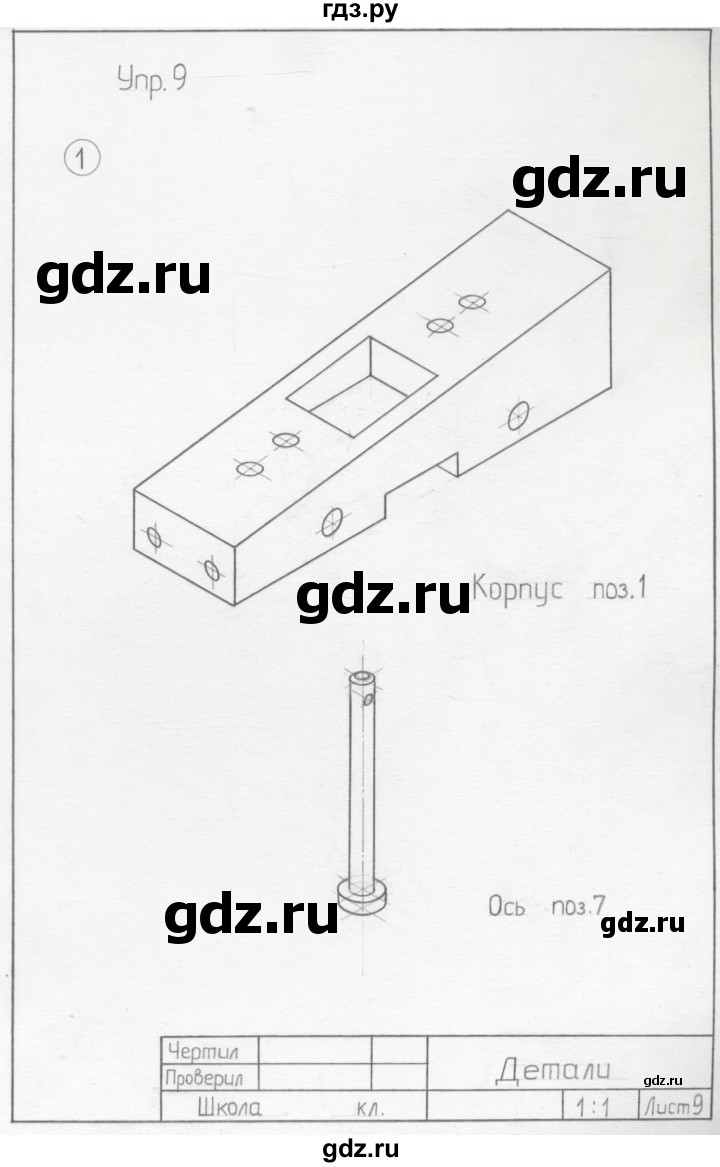 гдз.ру
Упр. 9
1
gdz.ru
gdz.ru
gdz.ru
Корпус поз.1
gdz.ru
Ось поз.7
gdz.ru
Чертил
Проверил
Детали
gdz.ru
Школа кл.
1:1
Лист 9
gdz.ru